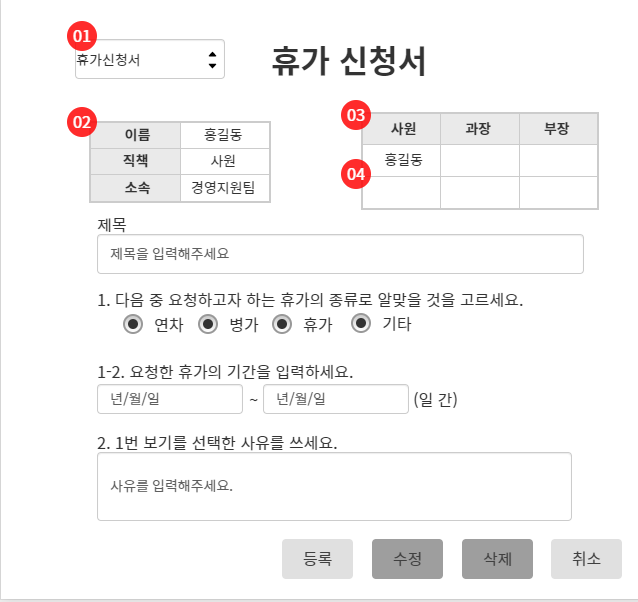 01
휴가신청서
휴가 신청서
02
이름 홍길동
직책 사원
소속 경영지원팀
03
사원 과장 부장
홍길동
04
제목
제목을 입력해주세요
1. 다음 중 요청하고자 하는 휴가의 종류로 알맞을 것을 고르세요.
연차 병가 휴가 기타
1-2. 요청한 휴가의 기간을 입력하세요.
년/월/일 ~ 년/월/일 (일 간)
2. 1번 보기를 선택한 사유를 쓰세요.
사유를 입력해주세요.
등록 수정 삭제 취소